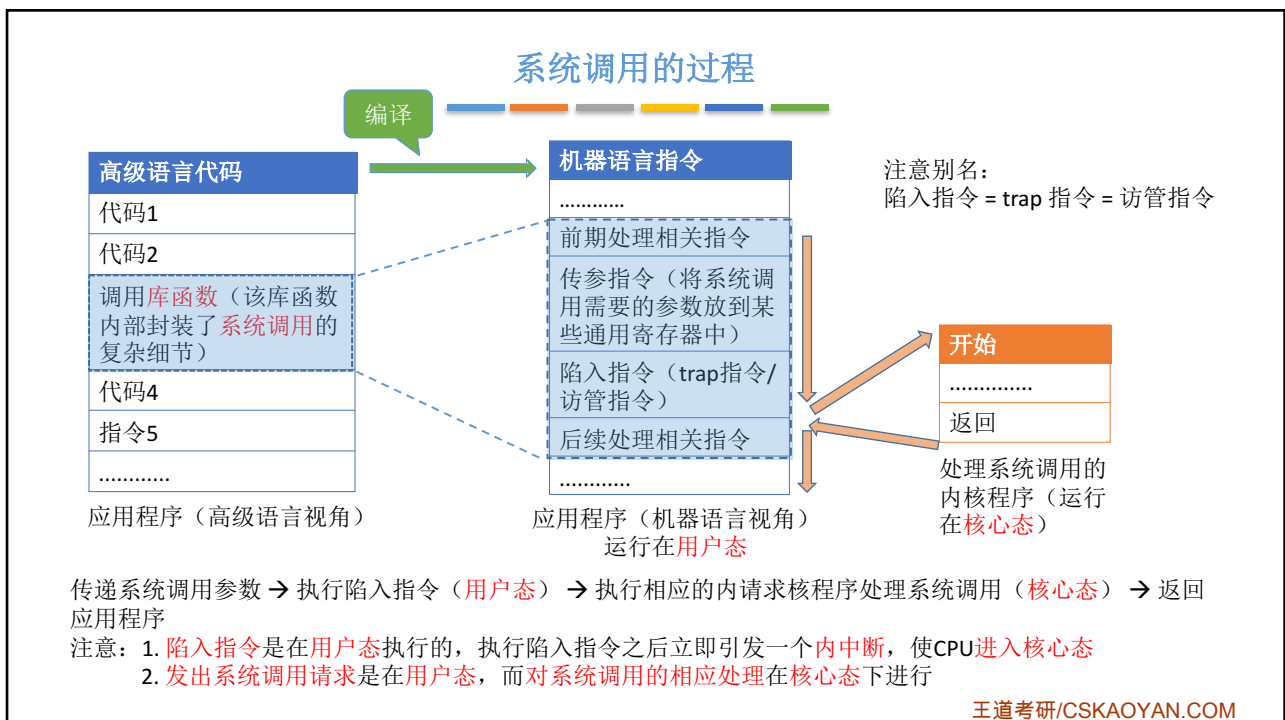 系统调用的过程
编译
高级语言代码
代码1
代码2
调用库函数（该库函数
内部封装了系统调用的
复杂细节）
代码4
指令5
............
应用程序（高级语言视角）
机器语言指令
............
前期处理相关指令
传参指令（将系统调
用需要的参数放到某
些通用寄存器中）
陷入指令（trap指令/
访管指令）
后续处理相关指令
............
应用程序（机器语言视角）
运行在用户态
注意别名：
陷入指令 = trap 指令 = 访管指令
开始
..............
返回
处理系统调用的
内核程序（运行
在核心态）
传递系统调用参数 → 执行陷入指令（用户态） → 执行相应的内请求核程序处理系统调用（核心态） → 返回
应用程序
注意：1. 陷入指令是在用户态执行的，执行陷入指令之后立即引发一个内中断，使CPU进入核心态
2. 发出系统调用请求是在用户态，而对系统调用的相应处理在核心态下进行
王道考研/CSKAOYAN.COM